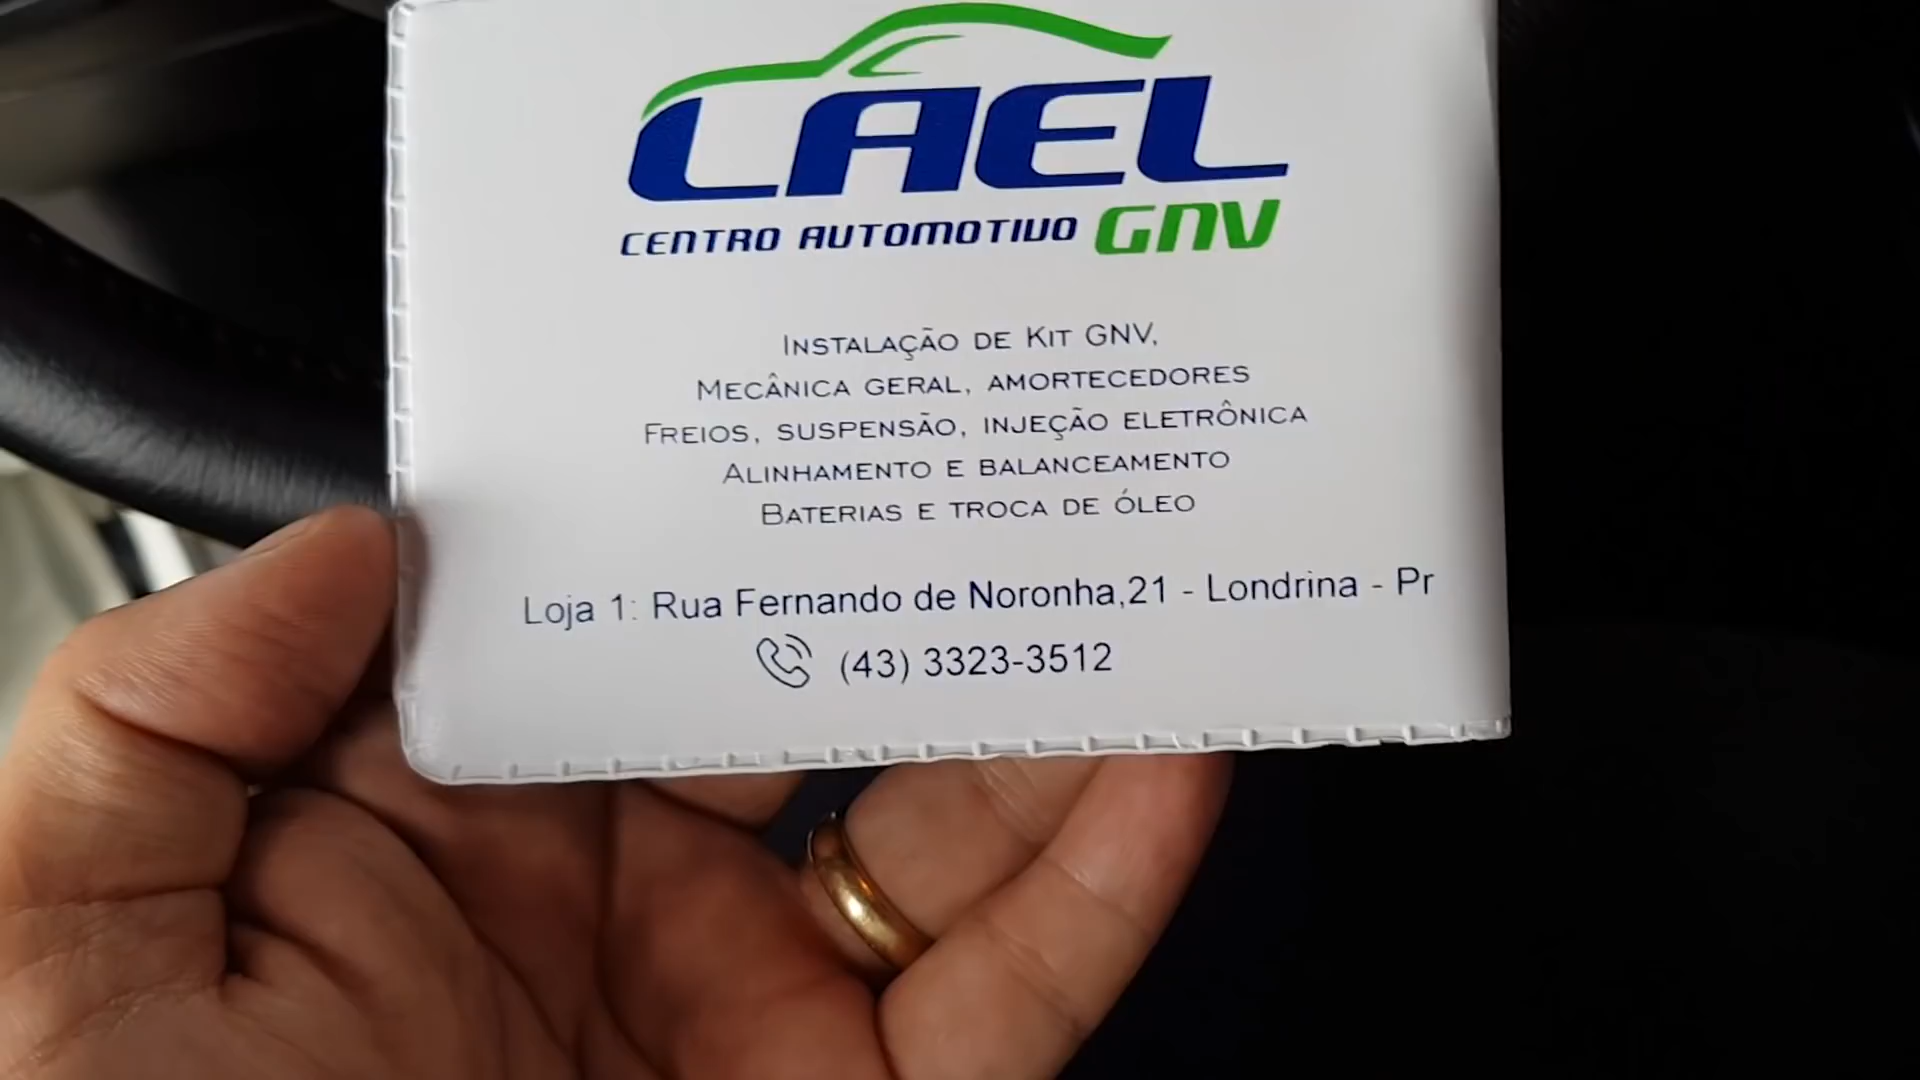 LAEL
CENTRO AUTOMOTIVO GNV
INSTALAÇÃO DE KIT GNV,
MECÂNICA GERAL, AMORTECEDORES
FREIOS, SUSPENSÃO, INJEÇÃO ELETRÔNICA
ALINHAMENTO E BALANCEAMENTO
BATERIAS E TROCA DE ÓLEO
Loja 1: Rua Fernando de Noronha,21 - Londrina - Pr
(43) 3323-3512